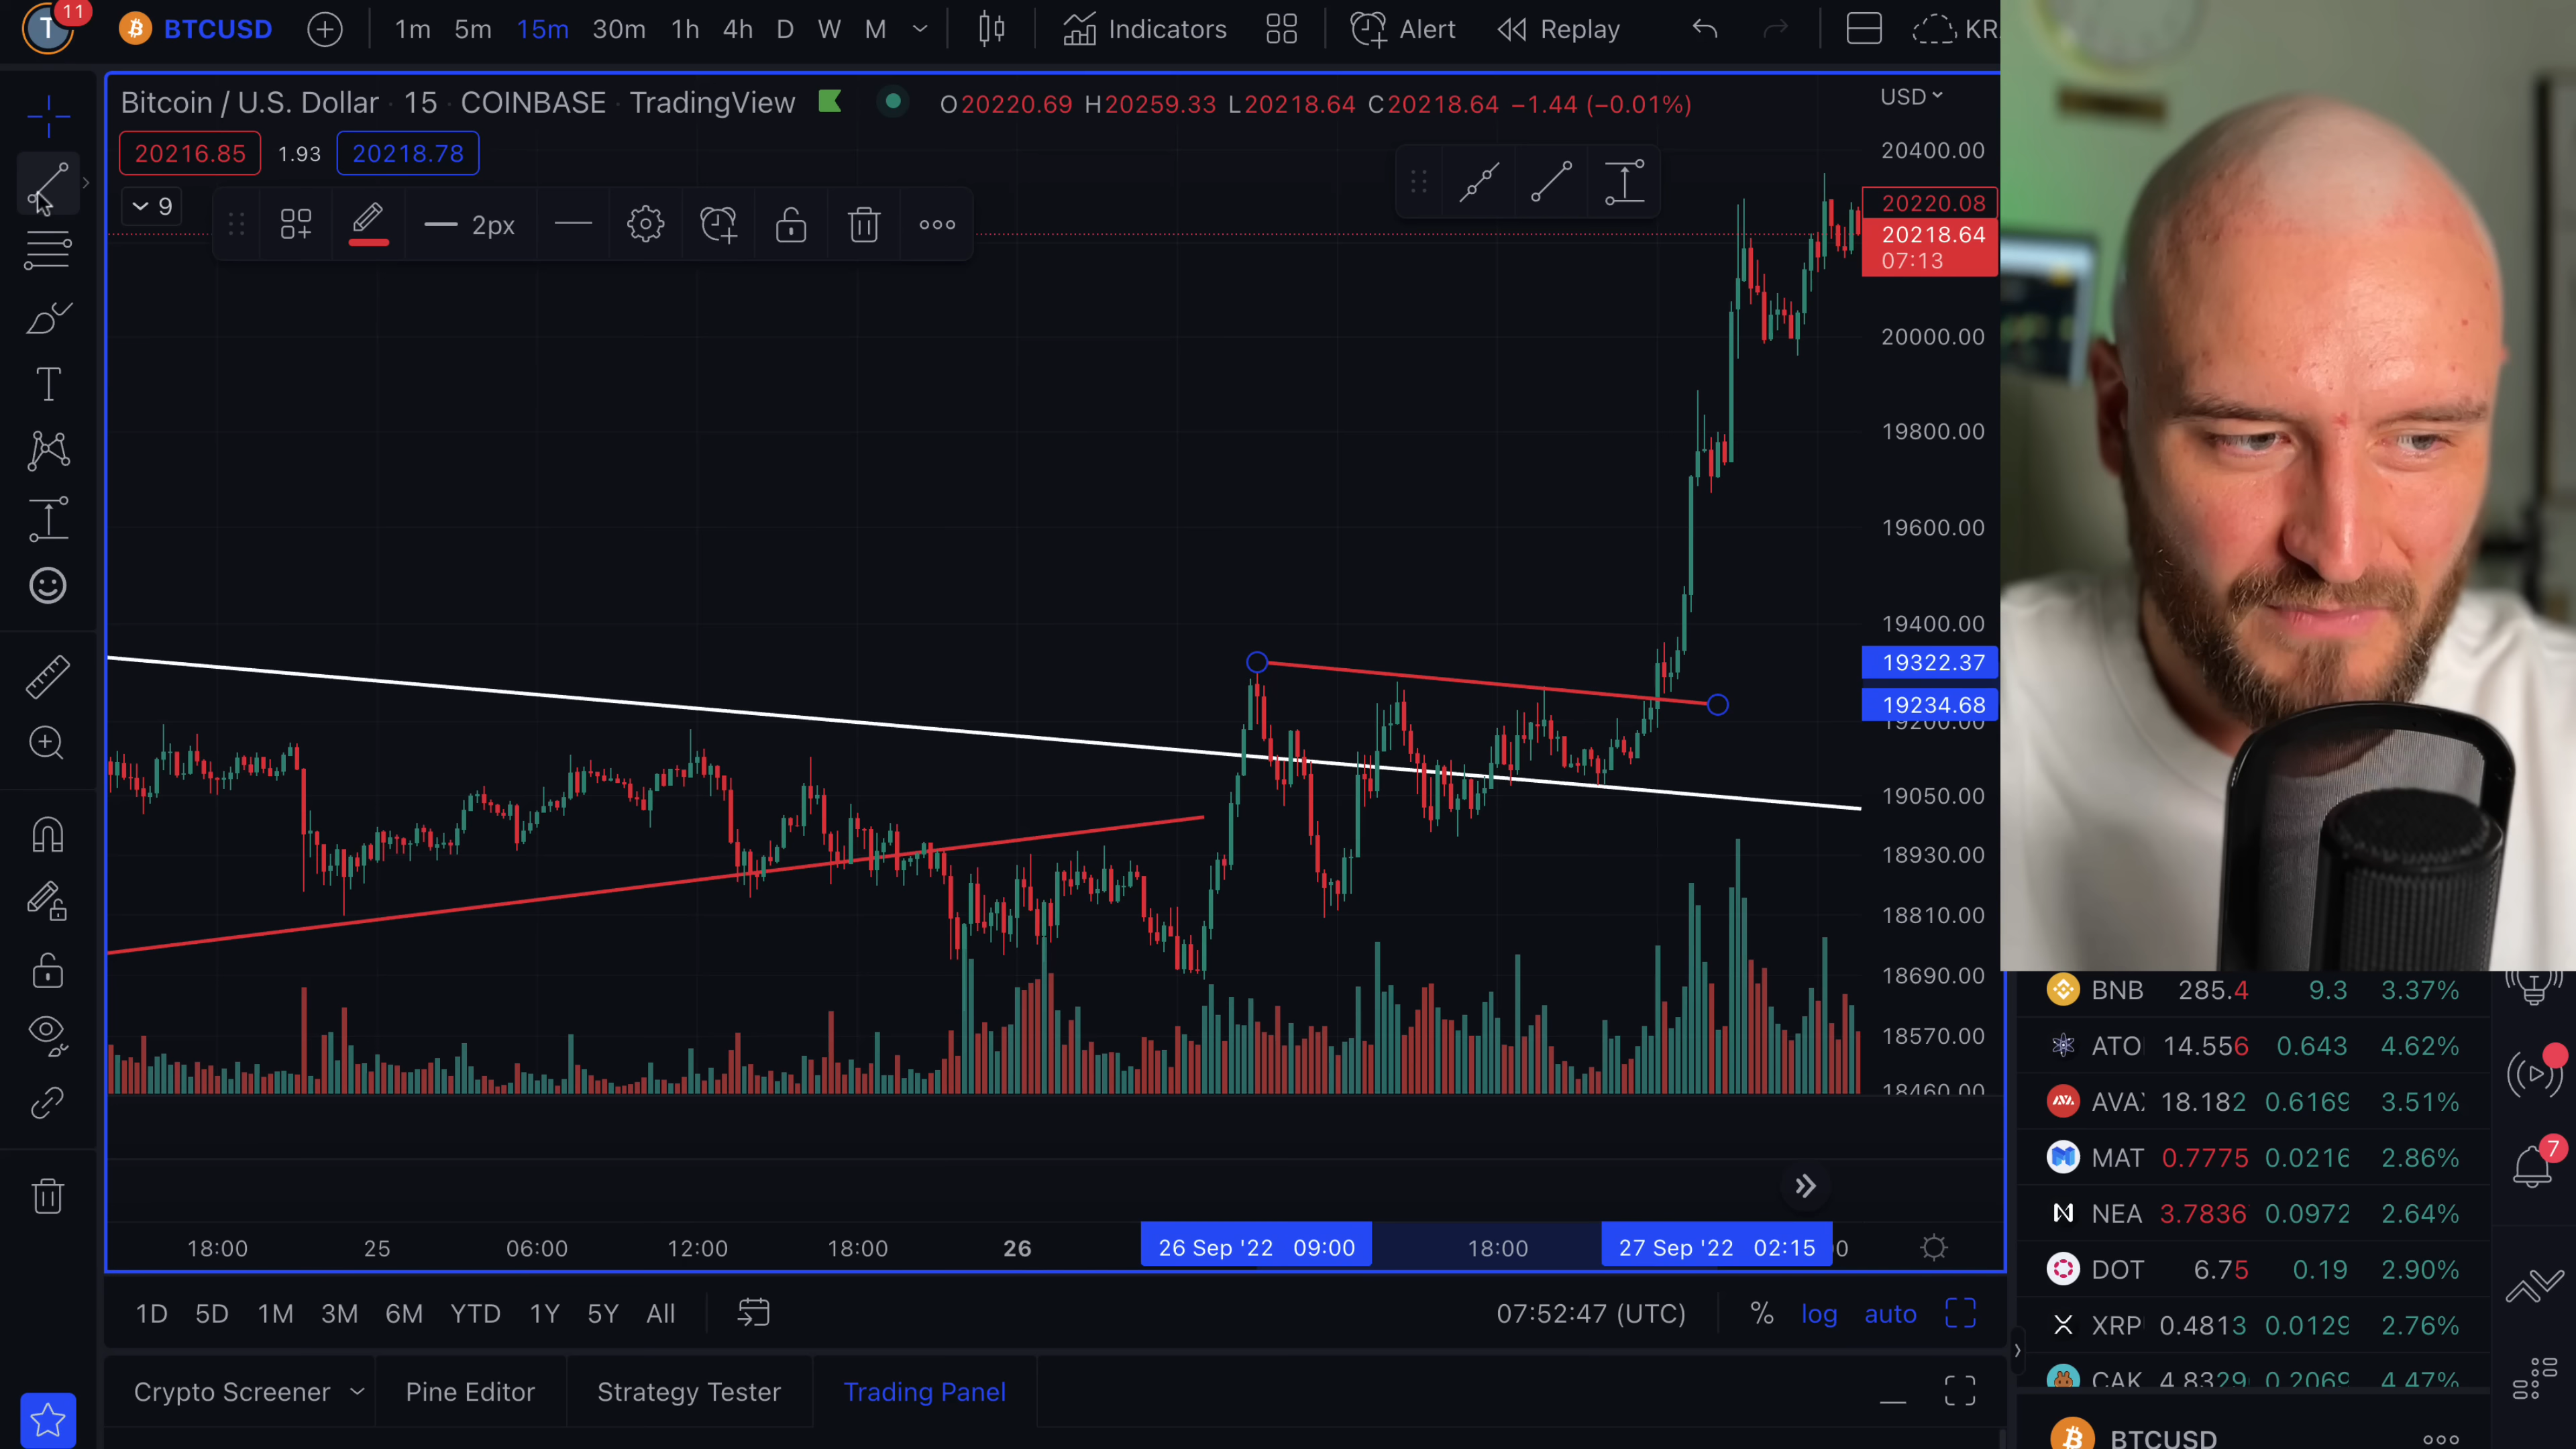 T 11 BTCUSD 1m 5m 15m 30m 1h 4h D W M Indicators Alert Replay KR
Bitcoin / U.S. Dollar · 15 · COINBASE · TradingView O20220.69 H20259.33 L20218.64 C20218.64 −1.44 (−0.01%) USD
20216.85 1.93 20218.78
9 2px
T
20400.00
20220.08
20218.64
07:13
20000.00
19800.00
19600.00
19400.00
19322.37
19234.68
19200.00
19050.00
18930.00
18810.00
18690.00
18570.00
18460.00
18:00 25 06:00 12:00 18:00 26 26 Sep '22 09:00 18:00 27 Sep '22 02:15 0
1D 5D 1M 3M 6M YTD 1Y 5Y All 07:52:47 (UTC) % log auto
Crypto Screener Pine Editor Strategy Tester Trading Panel
BNB 285.4 9.3 3.37%
ATO 14.556 0.643 4.62%
AVA 18.182 0.6169 3.51%
MAT 0.7775 0.0216 2.86%
NEA 3.7836 0.0972 2.64%
DOT 6.75 0.19 2.90%
XRP 0.4813 0.0129 2.76%
CAK 4.8329 0.2069 4.47%
BTCUSD
7